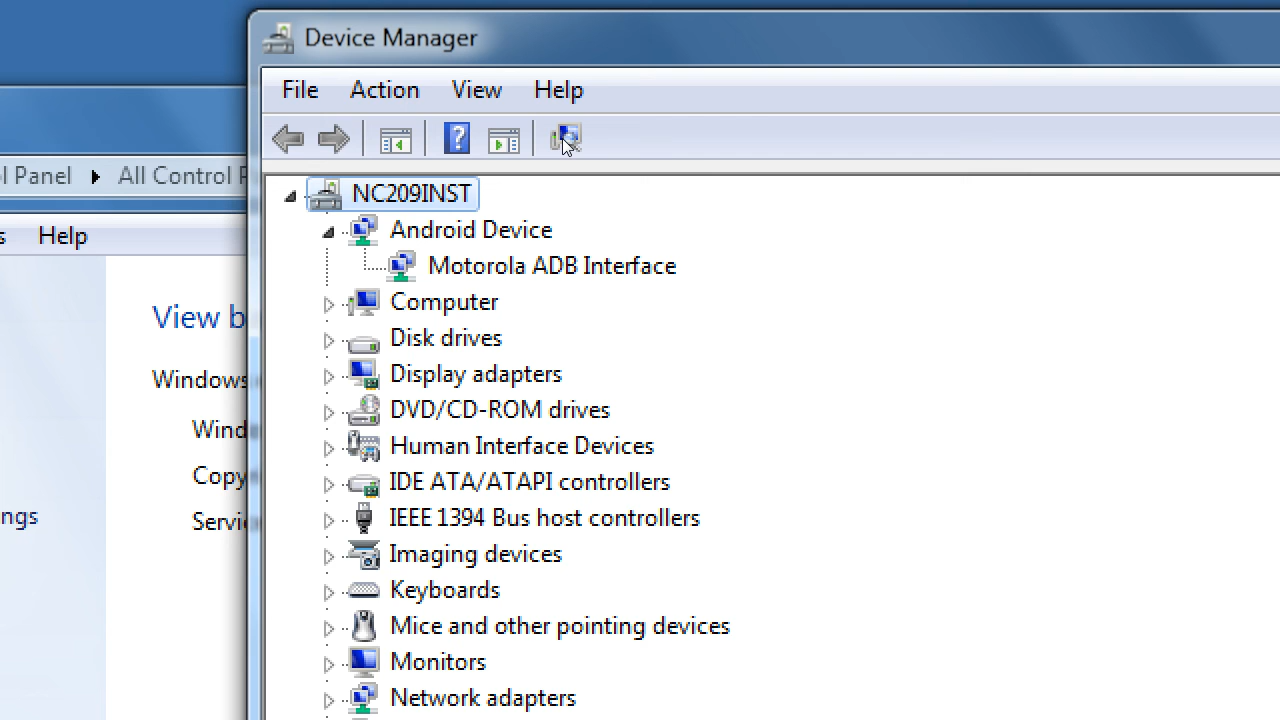 Device Manager
File Action View Help
l Panel All Control
s Help
NC209INST
Android Device
Motorola ADB Interface
Computer
Disk drives
Display adapters
DVD/CD-ROM drives
Human Interface Devices
IDE ATA/ATAPI controllers
IEEE 1394 Bus host controllers
Imaging devices
Keyboards
Mice and other pointing devices
Monitors
Network adapters
View b
Windows
Wind
Copy
Servi
ngs